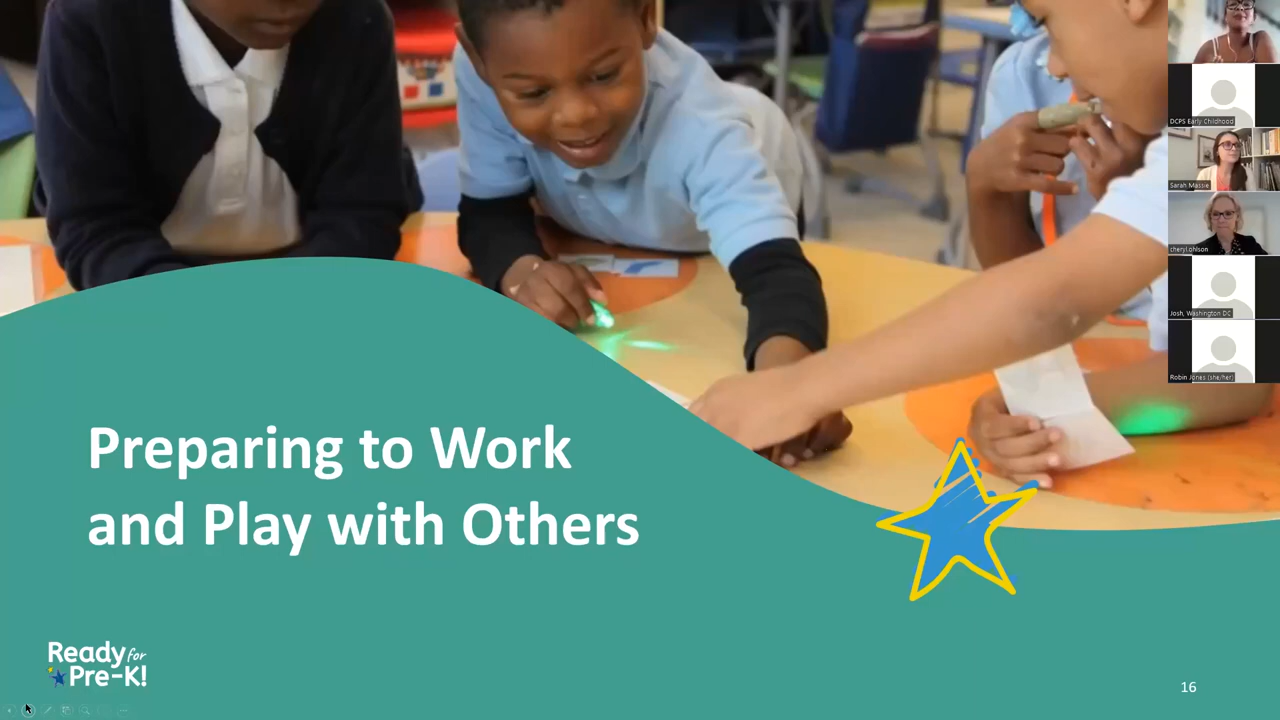 Preparing to Work
and Play with Others
Ready for
Pre-K!
16
DCPS Early Childhood
Sarah Massie
cheryl.ohlson
Josh, Washington DC
Robin Jones (she/her)